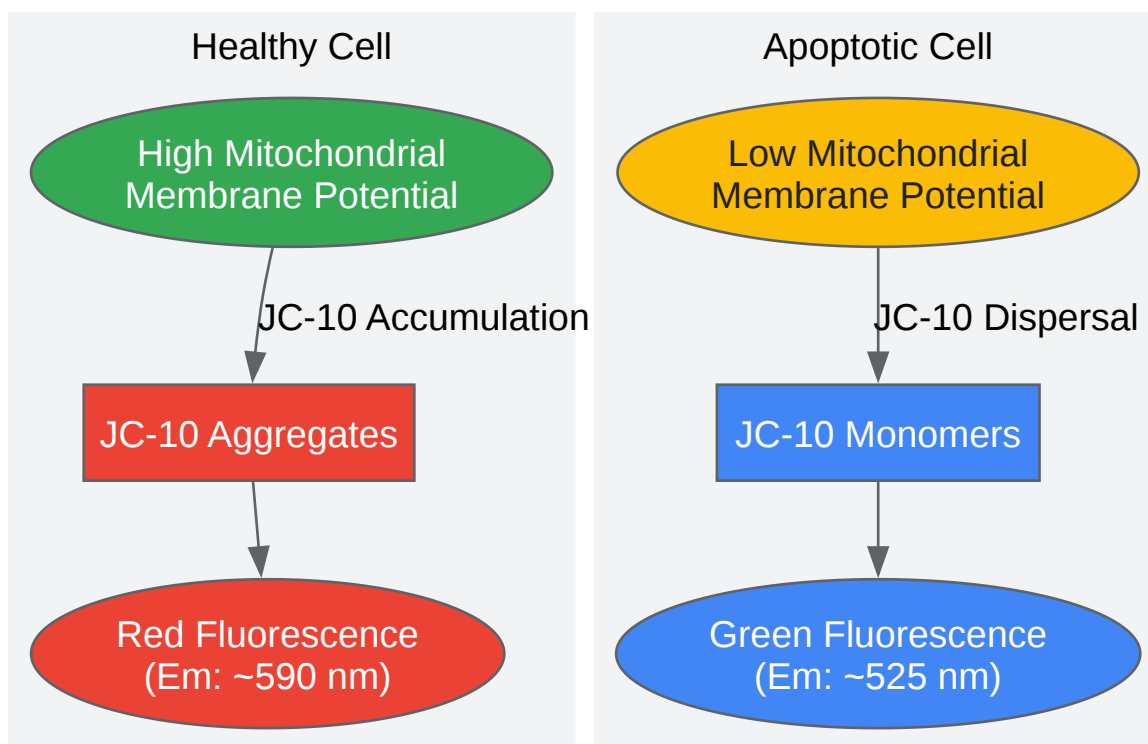 Healthy Cell
High Mitochondrial
Membrane Potential
JC-10 Accumulation
JC-10 Aggregates
Red Fluorescence
(Em: ~590 nm)
Apoptotic Cell
Low Mitochondrial
Membrane Potential
JC-10 Dispersal
JC-10 Monomers
Green Fluorescence
(Em: ~525 nm)